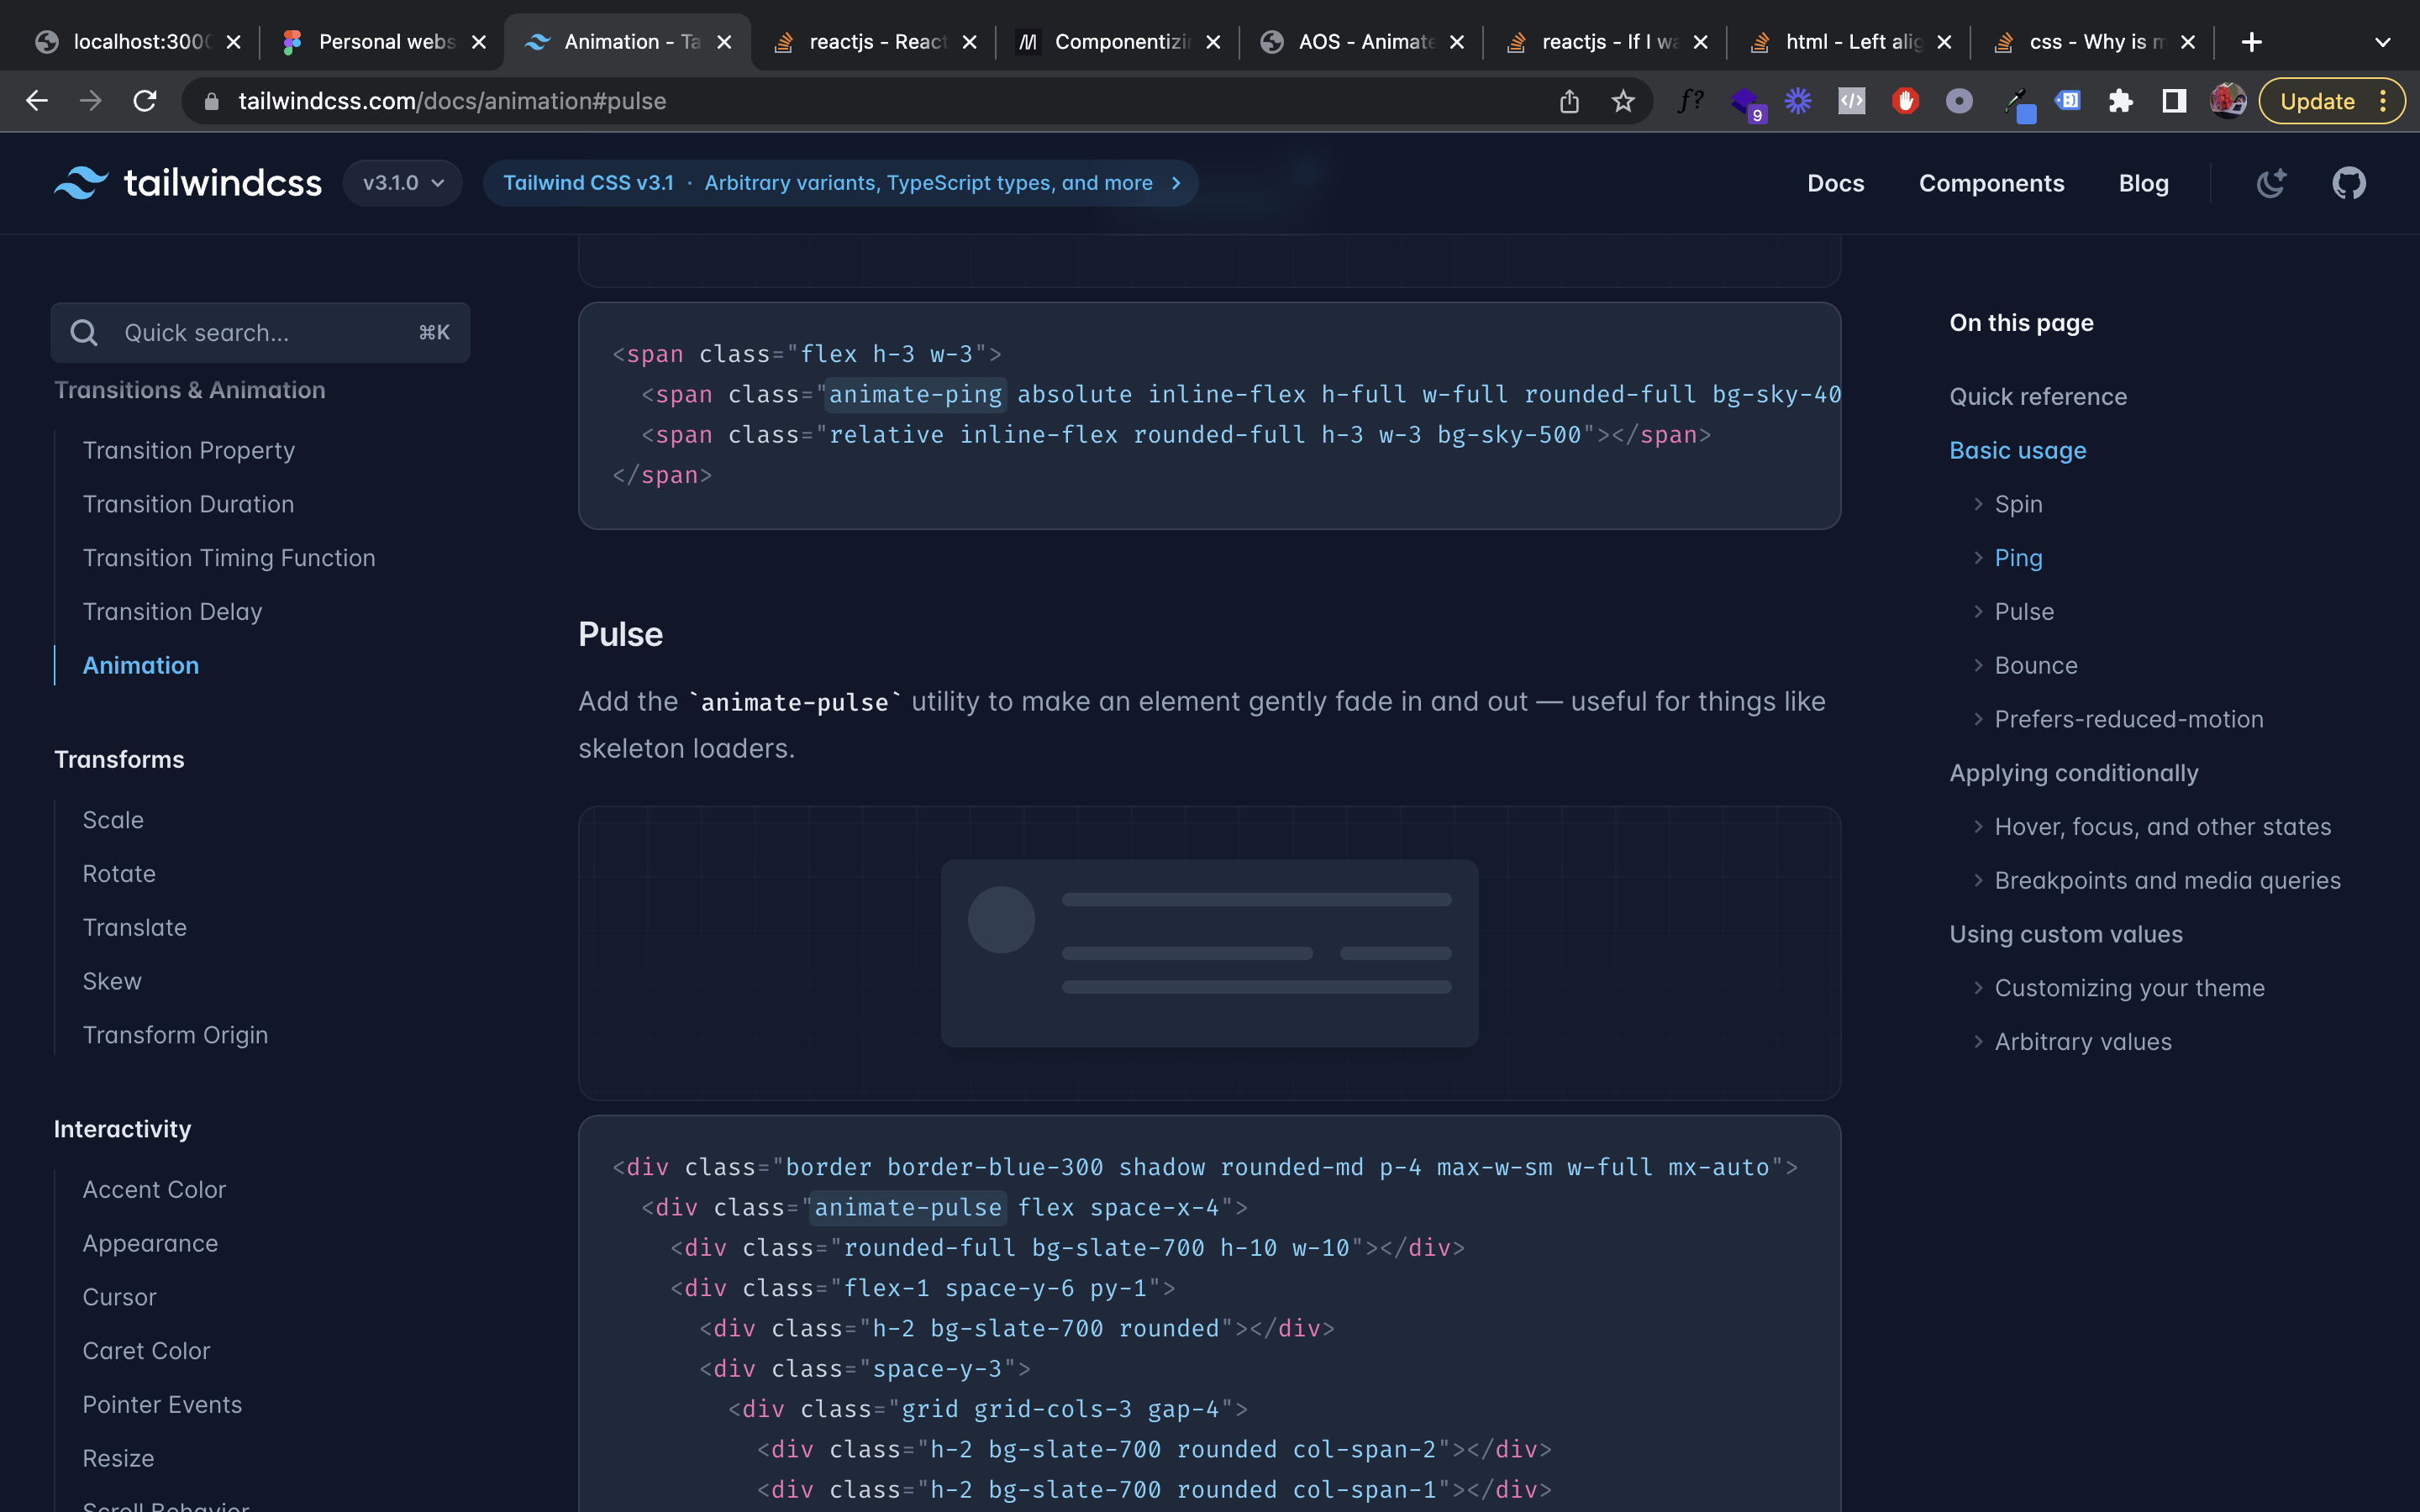 localhost:3000
Personal webs
Animation - Ta
reactjs - React
Componentizi
AOS - Animate
reactjs - If I wa
html - Left alig
css - Why is m
tailwindcss.com/docs/animation#pulse
9
Update
tailwindcss
v3.1.0
Tailwind CSS v3.1 · Arbitrary variants, TypeScript types, and more
Docs
Components
Blog
Quick search...
⌘K
Transitions & Animation
Transition Property
Transition Duration
Transition Timing Function
Transition Delay
Animation
Transforms
Scale
Rotate
Translate
Skew
Transform Origin
Interactivity
Accent Color
Appearance
Cursor
Caret Color
Pointer Events
Resize
Scroll Behavior
<span class="flex h-3 w-3">
<span class="animate-ping absolute inline-flex h-full w-full rounded-full bg-sky-40
<span class="relative inline-flex rounded-full h-3 w-3 bg-sky-500"></span>
</span>
Pulse
Add the `animate-pulse` utility to make an element gently fade in and out — useful for things like
skeleton loaders.
<div class="border border-blue-300 shadow rounded-md p-4 max-w-sm w-full mx-auto">
<div class="animate-pulse flex space-x-4">
<div class="rounded-full bg-slate-700 h-10 w-10"></div>
<div class="flex-1 space-y-6 py-1">
<div class="h-2 bg-slate-700 rounded"></div>
<div class="space-y-3">
<div class="grid grid-cols-3 gap-4">
<div class="h-2 bg-slate-700 rounded col-span-2"></div>
<div class="h-2 bg-slate-700 rounded col-span-1"></div>
On this page
Quick reference
Basic usage
Spin
Ping
Pulse
Bounce
Prefers-reduced-motion
Applying conditionally
Hover, focus, and other states
Breakpoints and media queries
Using custom values
Customizing your theme
Arbitrary values